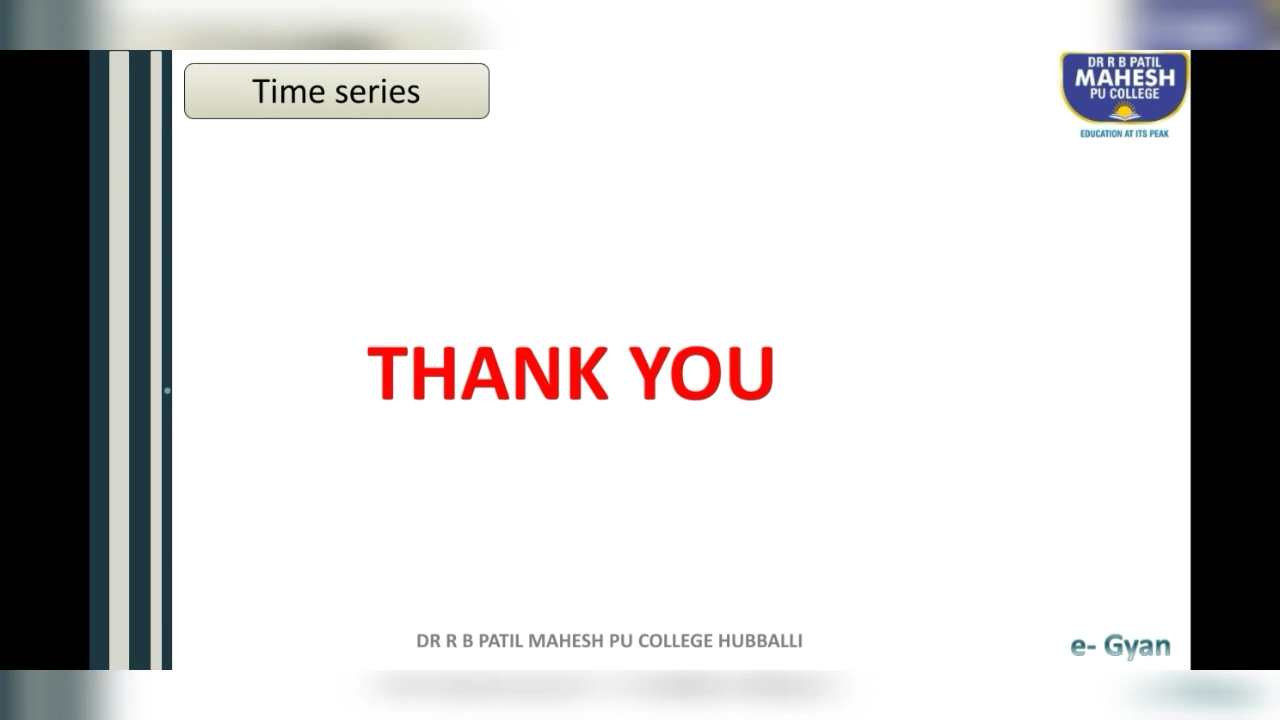 Time series
DR R B PATIL
MAHESH
PU COLLEGE
EDUCATION AT ITS PEAK
THANK YOU
DR R B PATIL MAHESH PU COLLEGE HUBBALLI
e- Gyan